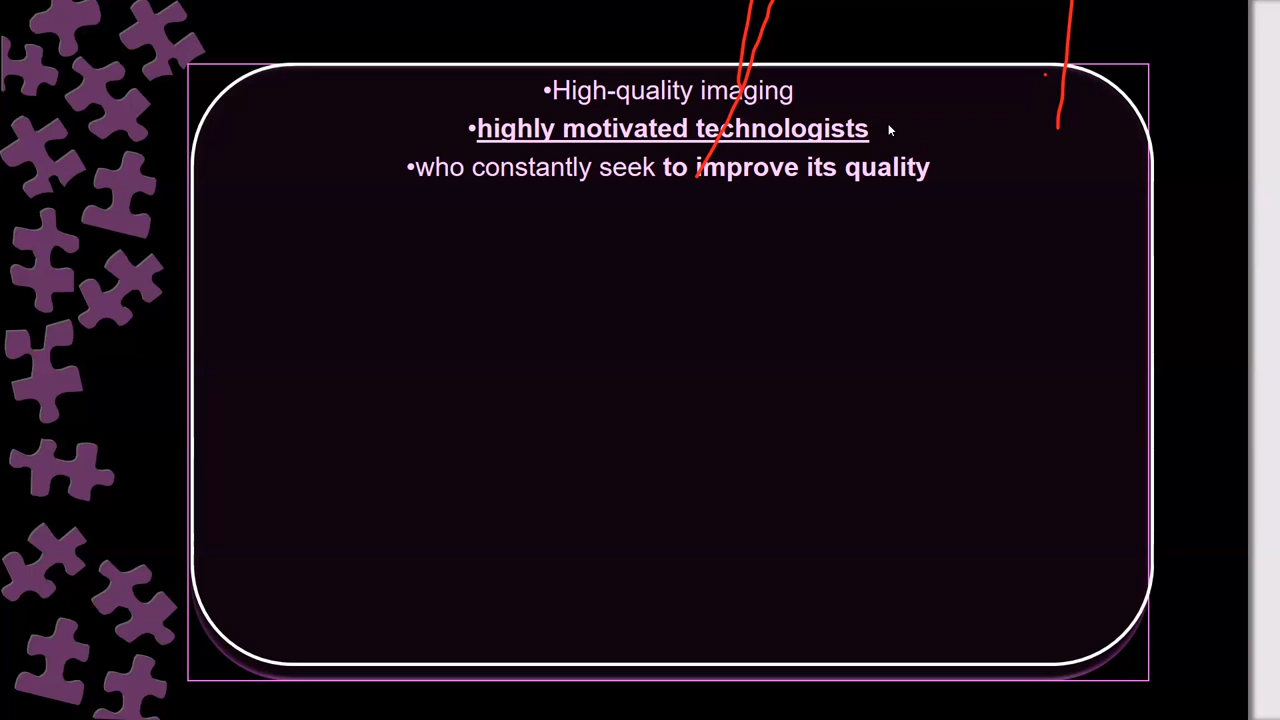 •High-quality imaging
•highly motivated technologists
•who constantly seek to improve its quality